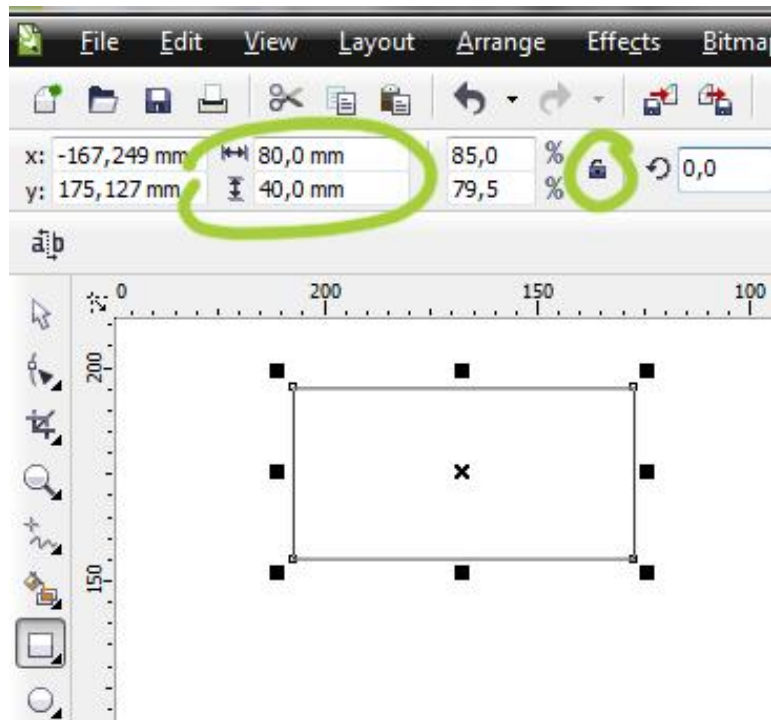 File Edit View Layout Arrange Effects Bitma
x: -167,249 mm 80,0 mm 85,0 % 0,0
y: 175,127 mm 40,0 mm 79,5 %
a b
0 200 150 100
200
150